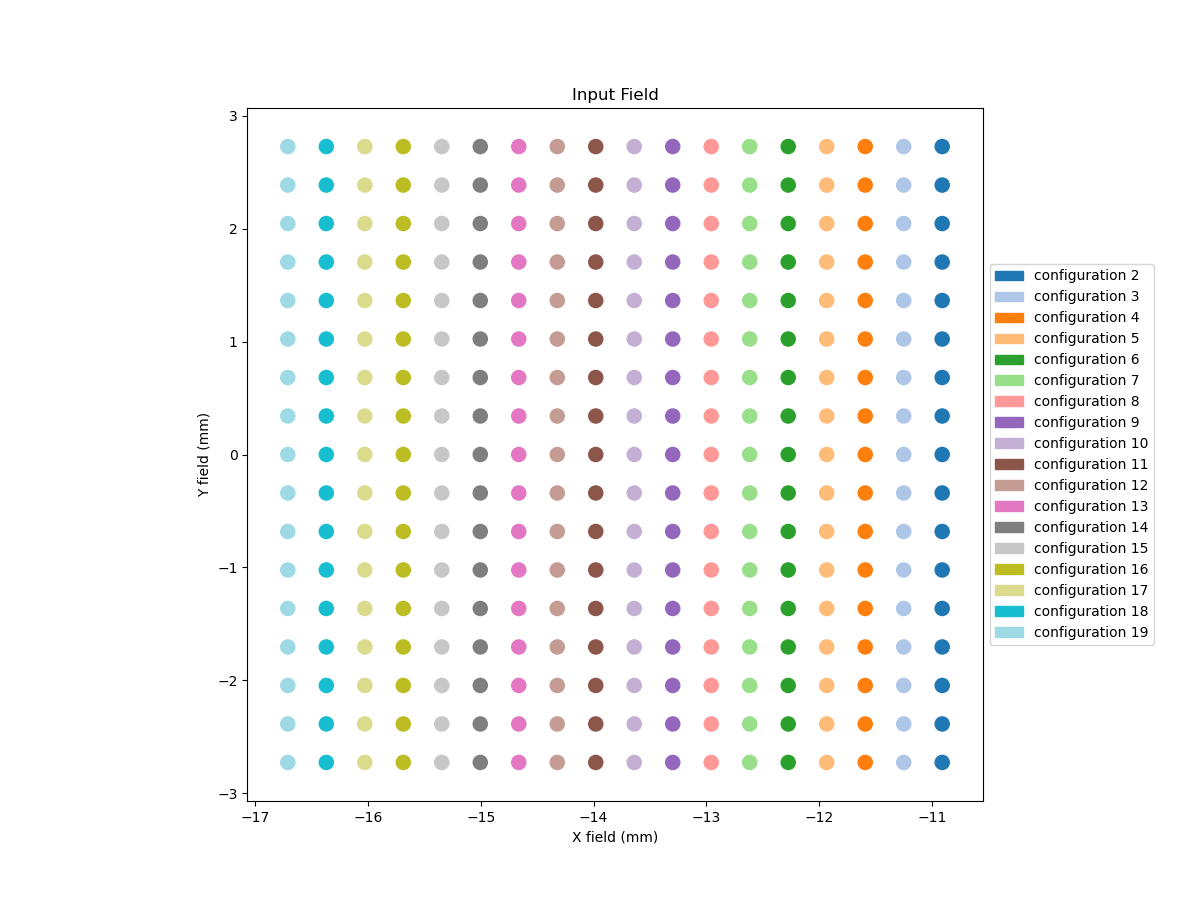 Input Field
3
2
1
0
−1
−2
−3
Y field (mm)
−17 −16 −15 −14 −13 −12 −11
X field (mm)
configuration 2
configuration 3
configuration 4
configuration 5
configuration 6
configuration 7
configuration 8
configuration 9
configuration 10
configuration 11
configuration 12
configuration 13
configuration 14
configuration 15
configuration 16
configuration 17
configuration 18
configuration 19